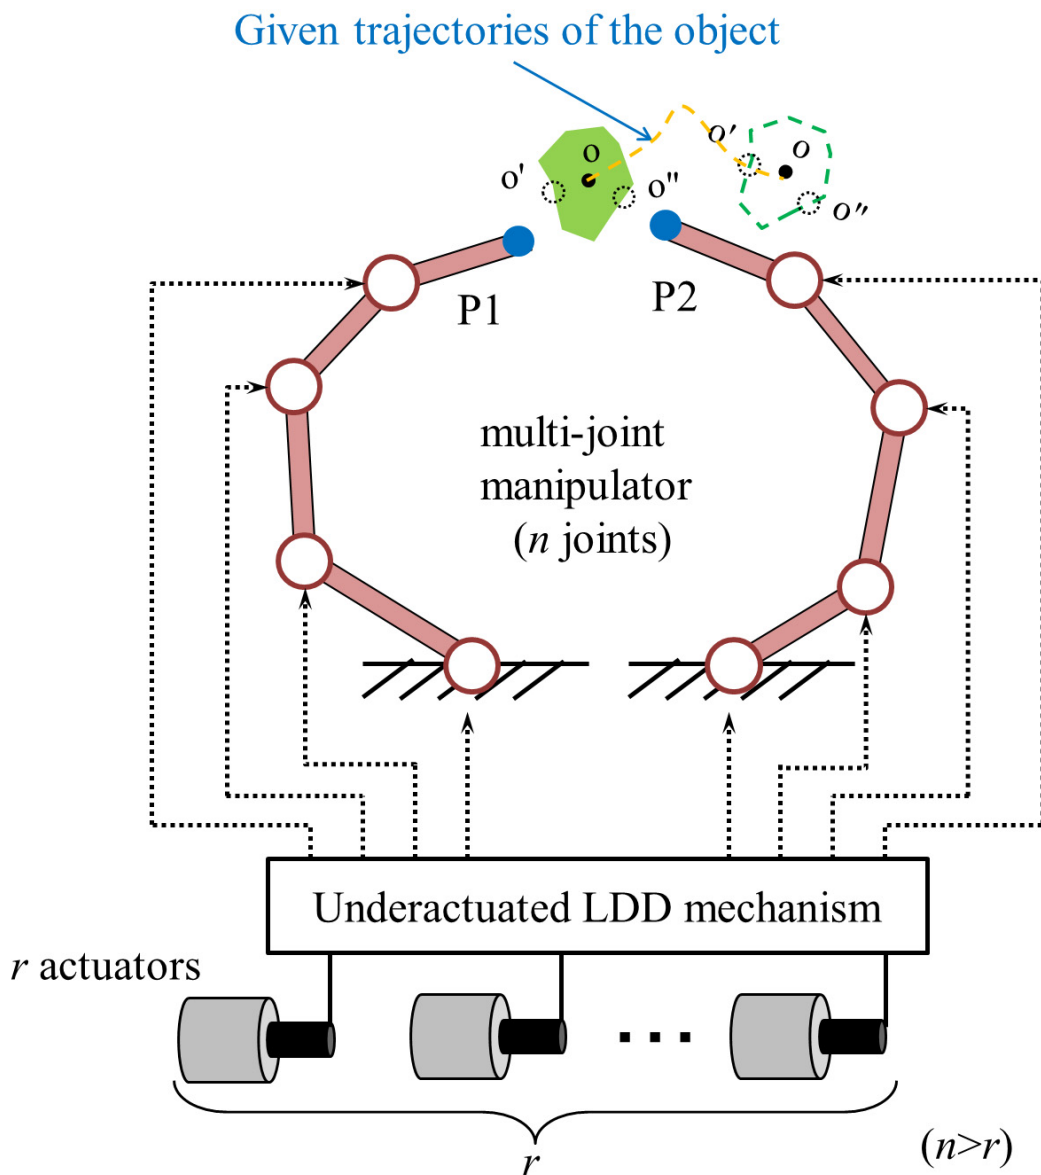 Given trajectories of the object
o
o'
o"
o'
o
o"
P1
P2
multi-joint
manipulator
(n joints)
Underactuated LDD mechanism
r actuators
r
(n>r)